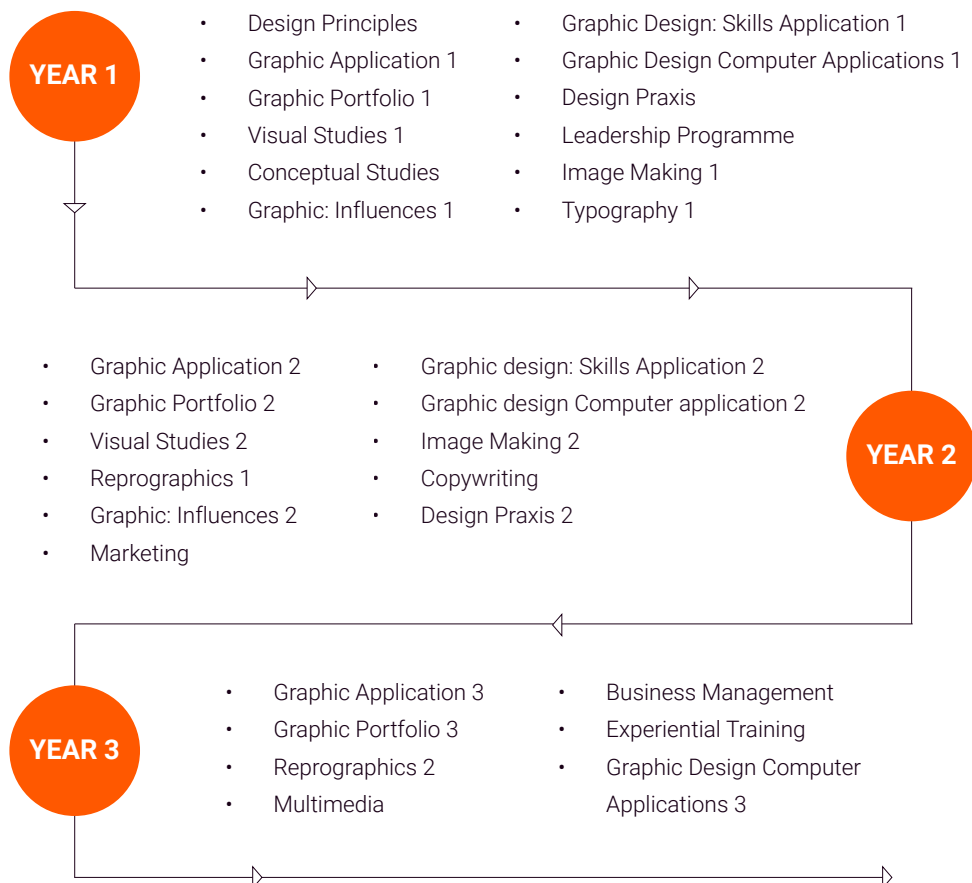 YEAR 1
• Design Principles
• Graphic Application 1
• Graphic Portfolio 1
• Visual Studies 1
• Conceptual Studies
• Graphic: Influences 1
• Graphic Design: Skills Application 1
• Graphic Design Computer Applications 1
• Design Praxis
• Leadership Programme
• Image Making 1
• Typography 1
• Graphic Application 2
• Graphic Portfolio 2
• Visual Studies 2
• Reprographics 1
• Graphic: Influences 2
• Marketing
• Graphic design: Skills Application 2
• Graphic design Computer application 2
• Image Making 2
• Copywriting
• Design Praxis 2
YEAR 2
YEAR 3
• Graphic Application 3
• Graphic Portfolio 3
• Reprographics 2
• Multimedia
• Business Management
• Experiential Training
• Graphic Design Computer
Applications 3